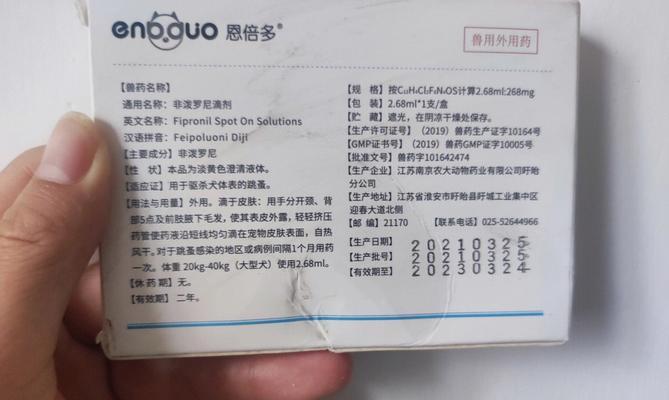 enboduo 恩倍多®
兽用外用药
【兽药名称】
通用名称：非泼罗尼滴剂
英文名称：Fipronil Spot On Solutions
汉语拼音：Feipoluoni Diji
【主要成分】非泼罗尼
【性 状】本品为淡黄色澄清液体。
【适应证】用于驱杀犬体表的跳蚤。
【用法与用量】外用。滴于皮肤：用手分开颈、背
部5点及前肢腋下毛发，使其表皮外露，轻轻挤压
药管使药液沿短线均匀滴在宠物表皮表面，自然
风干。对于跳蚤感染的地区或病例间隔1个月用药
一次。体重 20kg-40kg（大型犬）使用2.68ml。
【休 药 期】无。
【有效期】二年。
【规 格】按C₁₂H₄Cl₂F₆N₄OS计算2.68ml:268mg
【包 装】2.68ml*1支/盒
【贮 藏】遮光，在阴凉干燥处保存。
【生产许可证号】（2019）兽药生产证字10164号
【GMP证书号】（2019）兽药GMP证字10005号
【批准文号】兽药字101642474
【生产企业】江苏南京农大动物药业有限公司盱眙
分公司
【生产地址】江苏省淮安市盱眙县盱城工业集中区
迎春大道北侧
【邮 编】21170 【联系电话】025-52644966
【生产日期】20210325
【生产批号】20210325
【有效期至】20230324